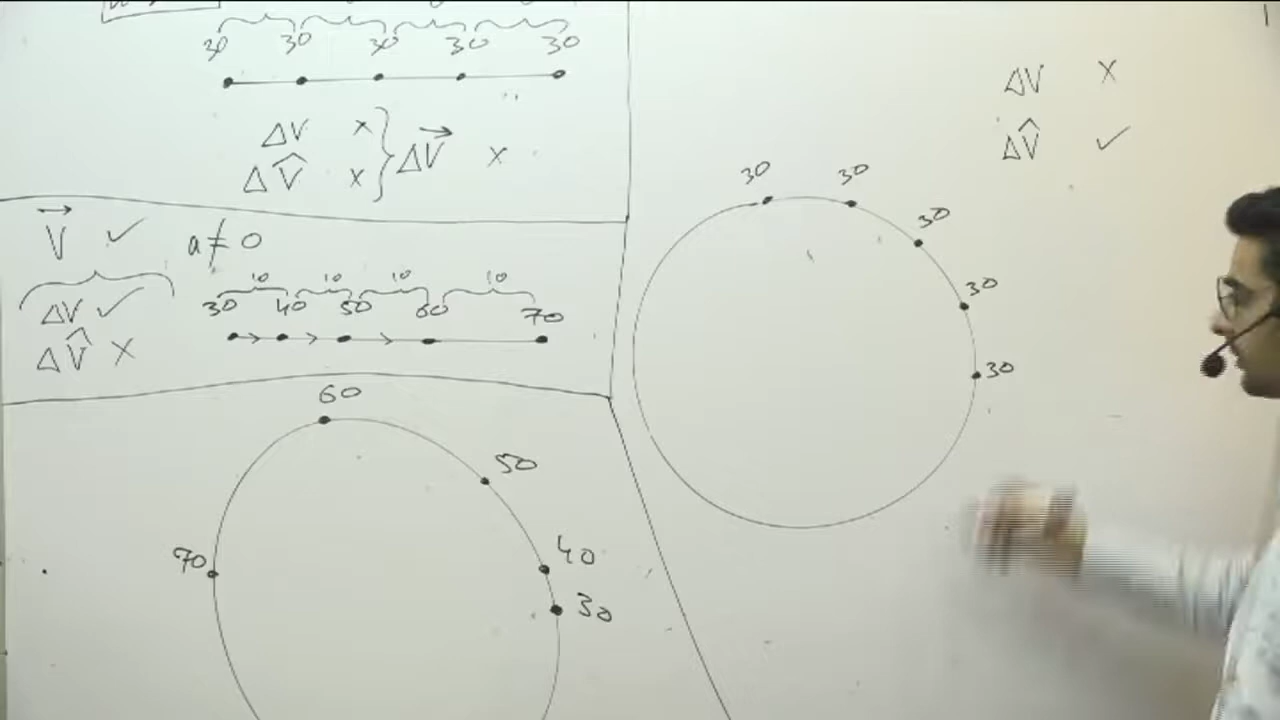 30 30 30 30 30
ΔV ×
ΔV̂ ×
ΔV⃗ ×
V⃗ ✓ a ≠ 0
10 10 10 10
ΔV ✓
30 40 50 60 70
ΔV̂ ×
60
50
40
30
70
ΔV ×
ΔV̂ ✓
30 30
30
30
30